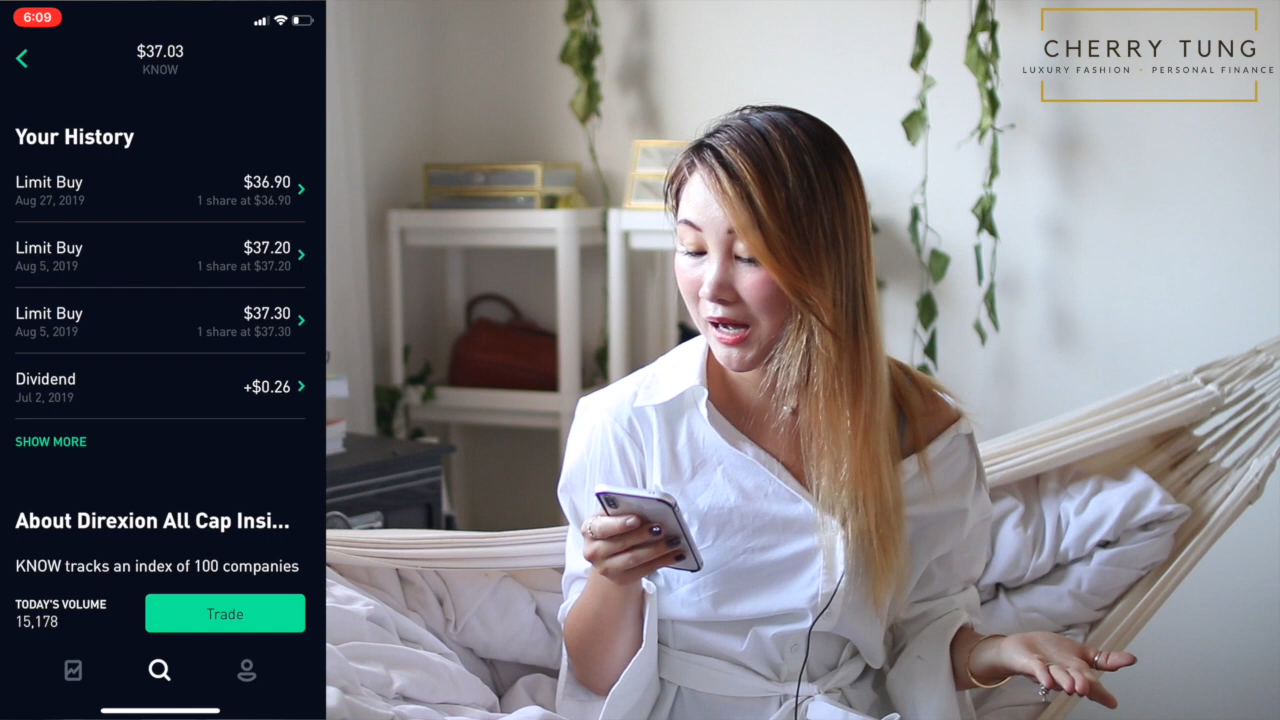 6:09
$37.03
KNOW
Your History
Limit Buy
$36.90
Aug 27, 2019
1 share at $36.90
Limit Buy
$37.20
Aug 5, 2019
1 share at $37.20
Limit Buy
$37.30
Aug 5, 2019
1 share at $37.30
Dividend
+$0.26
Jul 2, 2019
SHOW MORE
About Direxion All Cap Insi...
KNOW tracks an index of 100 companies
TODAY'S VOLUME
15,178
Trade
CHERRY TUNG
LUXURY FASHION · PERSONAL FINANCE